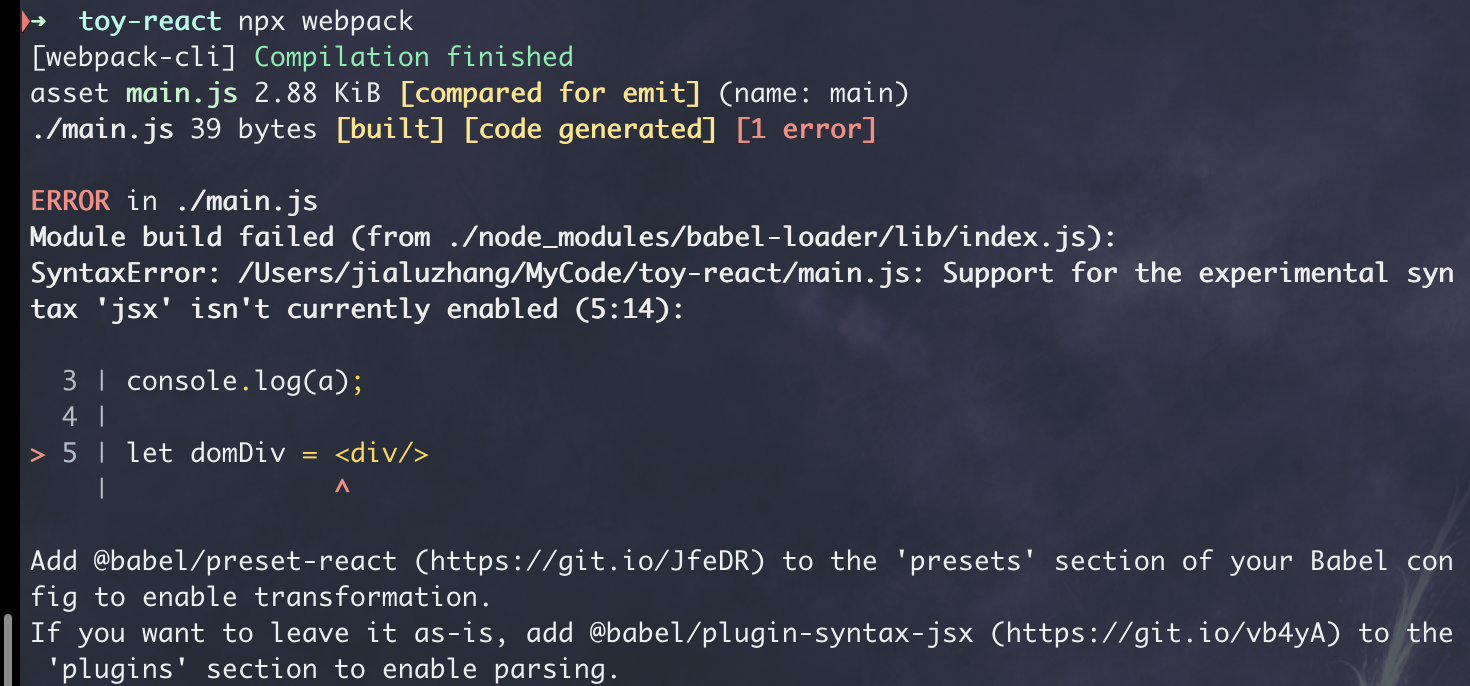 ➜  toy-react npx webpack
[webpack-cli] Compilation finished
asset main.js 2.88 KiB [compared for emit] (name: main)
./main.js 39 bytes [built] [code generated] [1 error]

ERROR in ./main.js
Module build failed (from ./node_modules/babel-loader/lib/index.js):
SyntaxError: /Users/jialuzhang/MyCode/toy-react/main.js: Support for the experimental syn
tax 'jsx' isn't currently enabled (5:14):

  3 | console.log(a);
  4 |
> 5 | let domDiv = <div/>
    |              ^

Add @babel/preset-react (https://git.io/JfeDR) to the 'presets' section of your Babel con
fig to enable transformation.
If you want to leave it as-is, add @babel/plugin-syntax-jsx (https://git.io/vb4yA) to the
 'plugins' section to enable parsing.